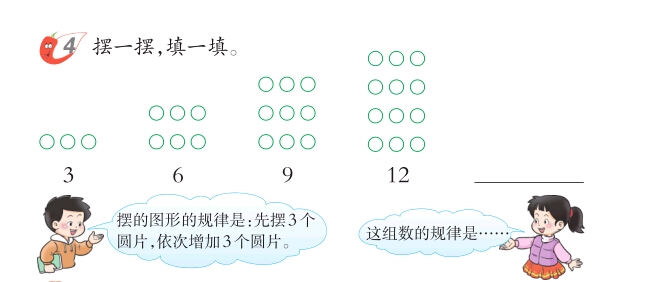 4 摆一摆,填一填。
3 6 9 12
摆的图形的规律是:先摆3个
圆片,依次增加3个圆片。
这组数的规律是……